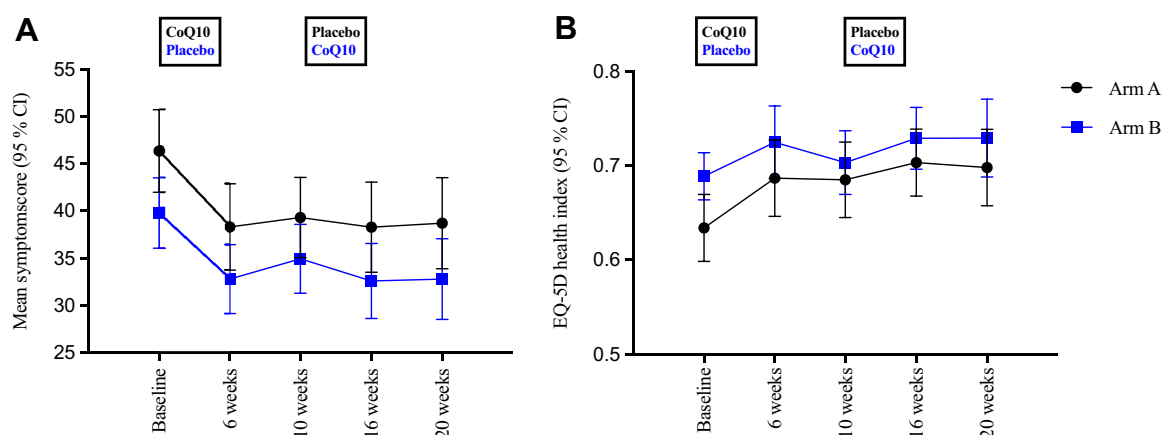 A
CoQ10
Placebo
Placebo
CoQ10
Mean symptomscore (95 % CI)
55
50
45
40
35
30
25
Baseline
6 weeks
10 weeks
16 weeks
20 weeks
B
CoQ10
Placebo
Placebo
CoQ10
EQ-5D health index (95 % CI)
0.8
0.7
0.6
0.5
Baseline
6 weeks
10 weeks
16 weeks
20 weeks
Arm A
Arm B